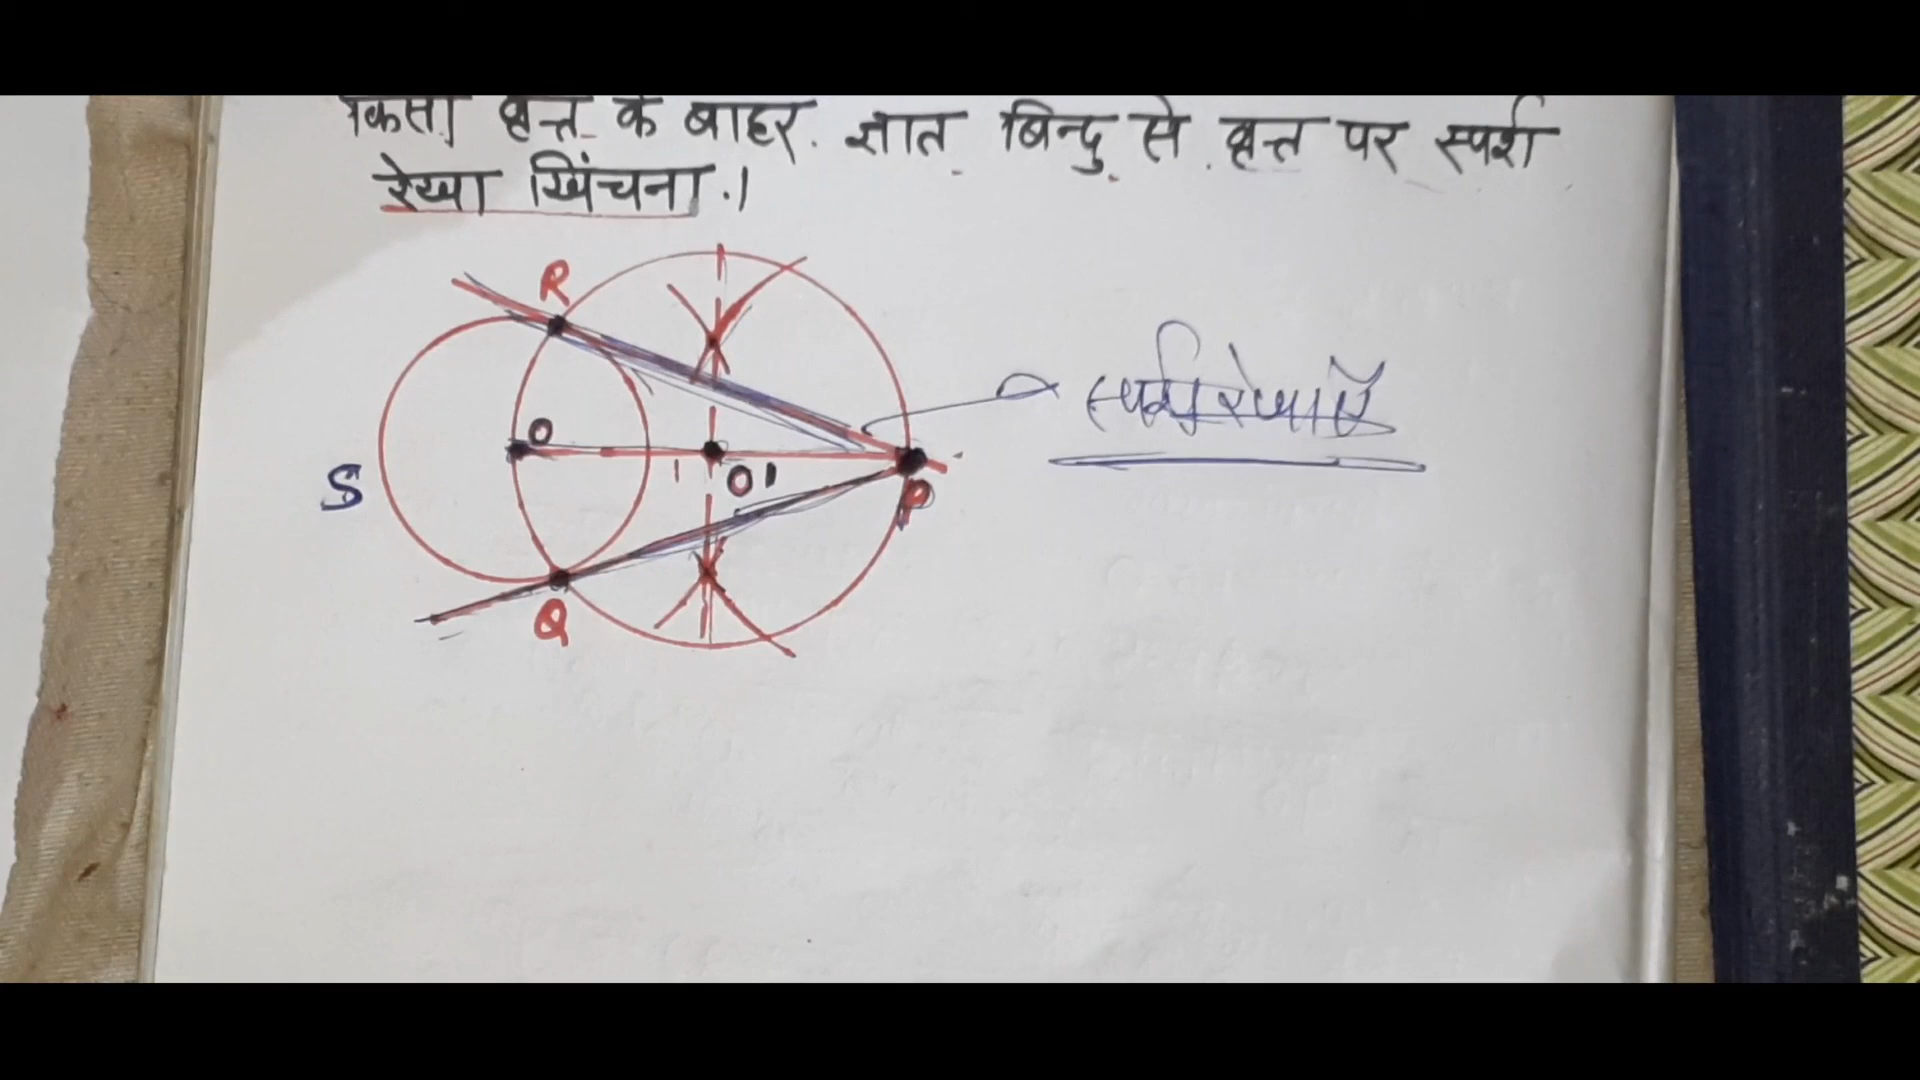 किसी वृत्त के बाहर ज्ञात बिन्दु से वृत्त पर स्पर्श
रेखा खिंचना ।
R
O
S
O'
P
Q
स्पर्श रेखाएँ